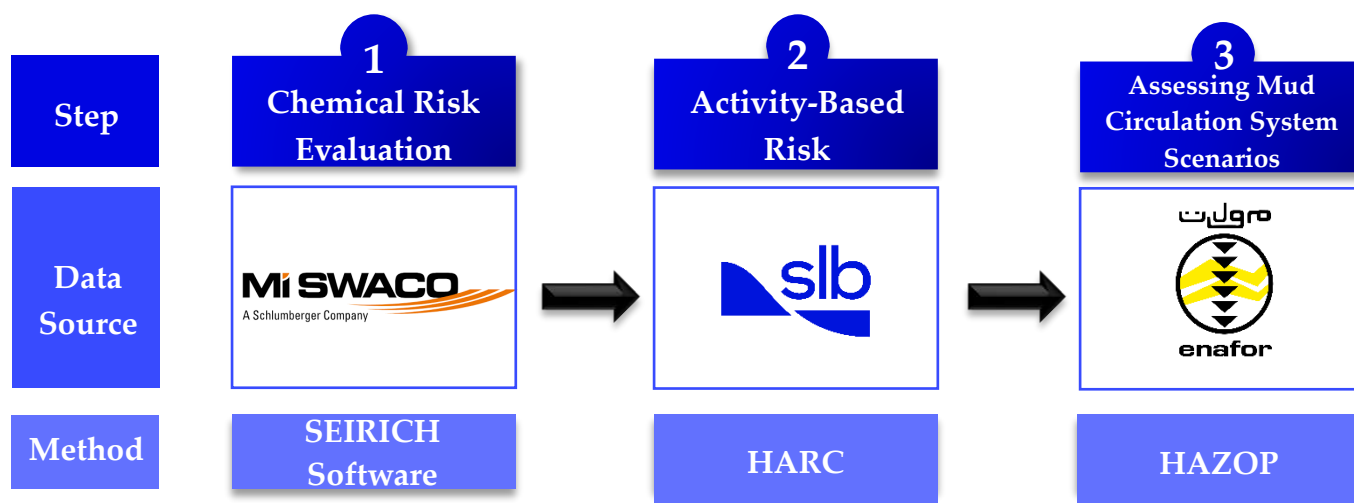 1
2
3
Step
Chemical Risk
Evaluation
Activity-Based
Risk
Assessing Mud
Circulation System
Scenarios
Data
Source
Mi SWACO
A Schlumberger Company
slb
enafor
Method
SEIRICH
Software
HARC
HAZOP